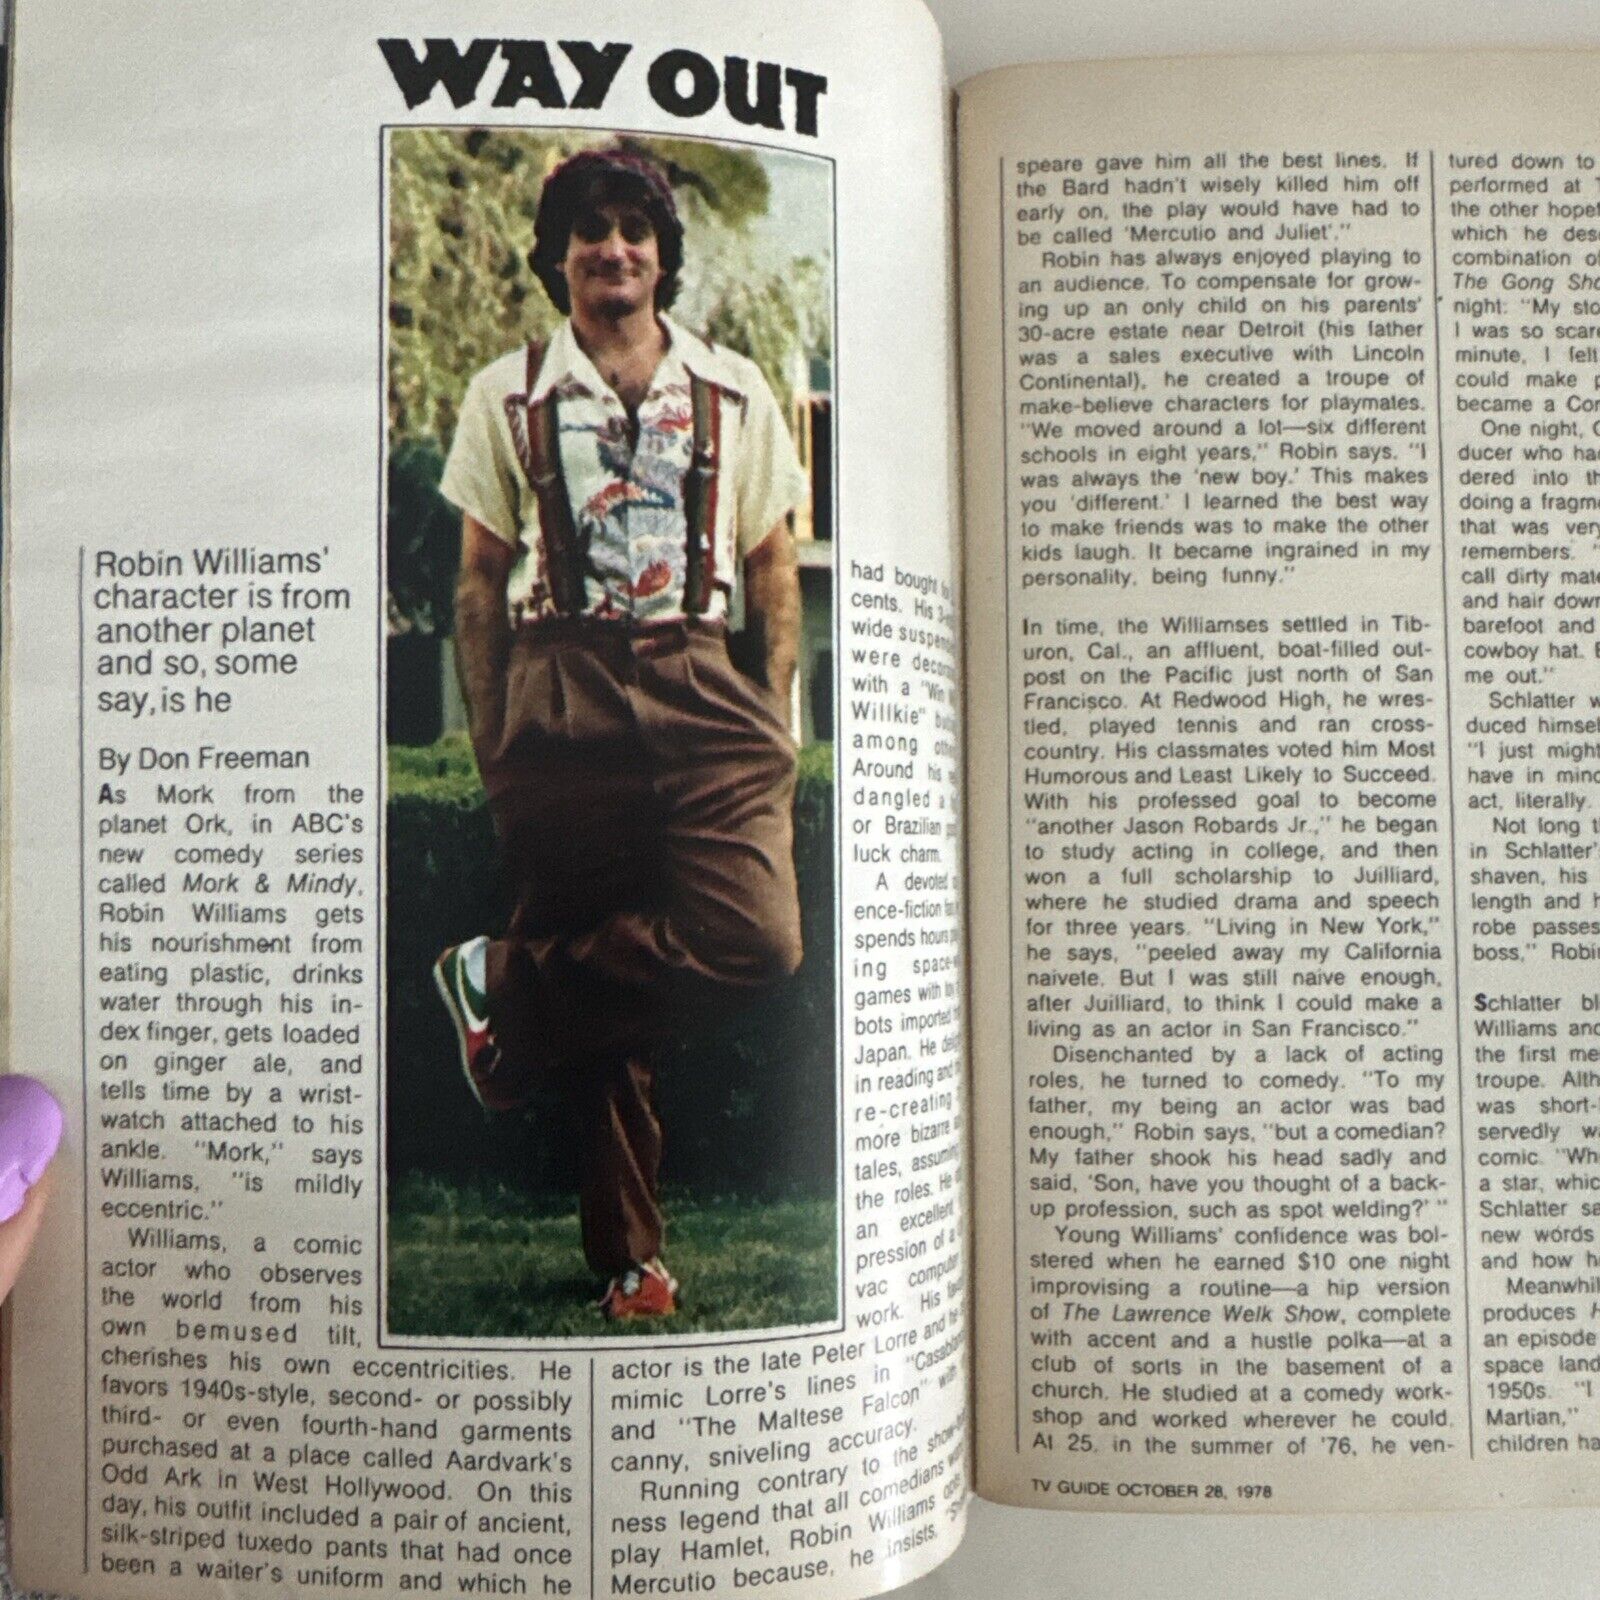 WAY OUT
Robin Williams'
character is from
another planet
and so, some
say, is he
By Don Freeman
As Mork from the
planet Ork, in ABC's
new comedy series
called Mork & Mindy,
Robin Williams gets
his nourishment from
eating plastic, drinks
water through his in-
dex finger, gets loaded
on ginger ale, and
tells time by a wrist-
watch attached to his
ankle. "Mork," says
Williams, "is mildly
eccentric."
Williams, a comic
actor who observes
the world from his
own bemused tilt,
cherishes his own eccentricities. He
favors 1940s-style, second- or possibly
third- or even fourth-hand garments
purchased at a place called Aardvark's
Odd Ark in West Hollywood. On this
day, his outfit included a pair of ancient,
silk-striped tuxedo pants that had once
been a waiter's uniform and which he
had bought
cents. His
wide
were
with a
Willkie"
among
Around his
dangled a
or Brazilian
luck charm.
A devoted
ence-fiction
spends hours
ing
games with
bots imported
Japan. He
in reading and
re-creating
more bizarre
tales,
the roles. He
an excellent
pression of a
vac computer
work. His
actor is the late Peter Lorre and he
mimic Lorre's lines in
and "The Maltese Falcon" with
canny, sniveling accuracy.
Running contrary to the
ness legend that all comedians
play Hamlet, Robin Williams
Mercutio because, he insists,
speare gave him all the best lines. If
the Bard hadn't wisely killed him off
early on, the play would have had to
be called 'Mercutio and Juliet'."
Robin has always enjoyed playing to
an audience. To compensate for grow-
ing up an only child on his parents'
30-acre estate near Detroit (his father
was a sales executive with Lincoln
Continental), he created a troupe of
make-believe characters for playmates.
"We moved around a lot—six different
schools in eight years," Robin says. "I
was always the 'new boy.' This makes
you 'different.' I learned the best way
to make friends was to make the other
kids laugh. It became ingrained in my
personality, being funny."
In time, the Williamses settled in Tib-
uron, Cal., an affluent, boat-filled out-
post on the Pacific just north of San
Francisco. At Redwood High, he wres-
tled, played tennis and ran cross-
country. His classmates voted him Most
Humorous and Least Likely to Succeed.
With his professed goal to become
"another Jason Robards Jr.," he began
to study acting in college, and then
won a full scholarship to Juilliard,
where he studied drama and speech
for three years. "Living in New York,"
he says, "peeled away my California
naivete. But I was still naive enough,
after Juilliard, to think I could make a
living as an actor in San Francisco."
Disenchanted by a lack of acting
roles, he turned to comedy. "To my
father, my being an actor was bad
enough," Robin says, "but a comedian?
My father shook his head sadly and
said, 'Son, have you thought of a back-
up profession, such as spot welding?' "
Young Williams' confidence was bol-
stered when he earned $10 one night
improvising a routine—a hip version
of The Lawrence Welk Show, complete
with accent and a hustle polka—at a
club of sorts in the basement of a
church. He studied at a comedy work-
shop and worked wherever he could.
At 25, in the summer of '76, he ven-
tured down to
performed at
the other
which he
combination of
The Gong
night: "My
I was so
minute, I felt
could make
became a
One night,
ducer who
dered into
doing a
that was very
remembers.
call dirty
and hair down
barefoot and
cowboy hat.
me out."
Schlatter
duced
"I just might
have in
act, literally.
Not long
in Schlatter's
shaven, his
length and
robe passes
boss,"
Schlatter
Williams and
the first
troupe.
was
servedly
comic.
a star,
Schlatter
new words
and how
Meanwhile
produces
an episode
space
1950s. "I
Martian,"
children
TV GUIDE OCTOBER 28, 1978